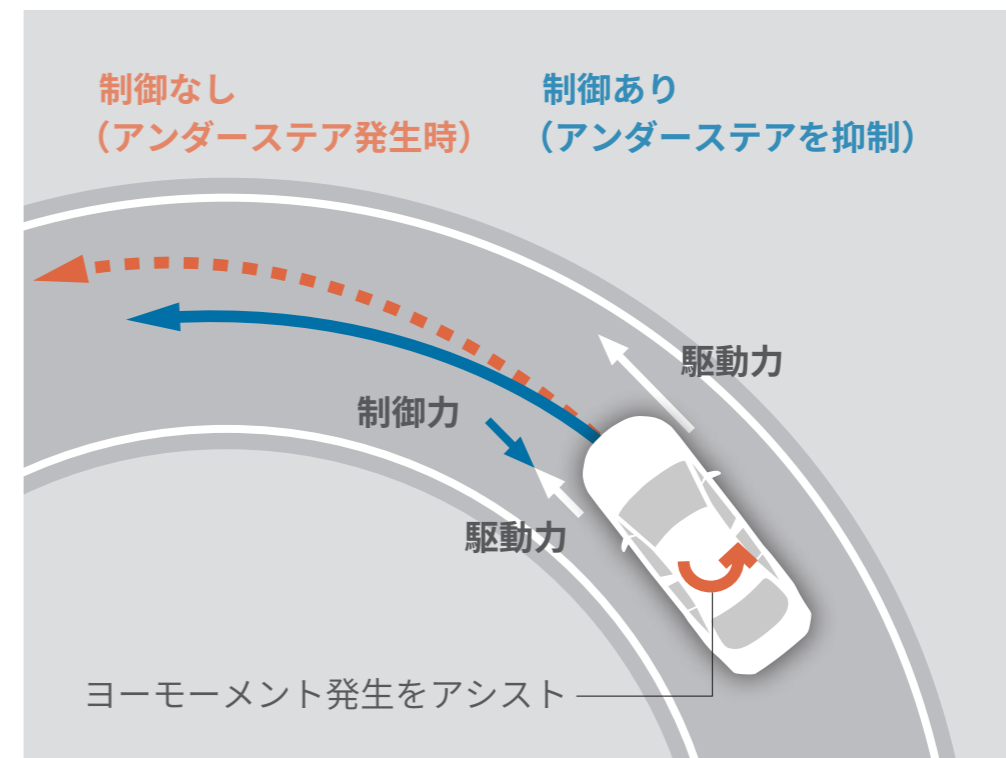 制御なし
（アンダーステア発生時）
制御あり
（アンダーステアを抑制）
駆動力
制御力
駆動力
ヨーモーメント発生をアシスト